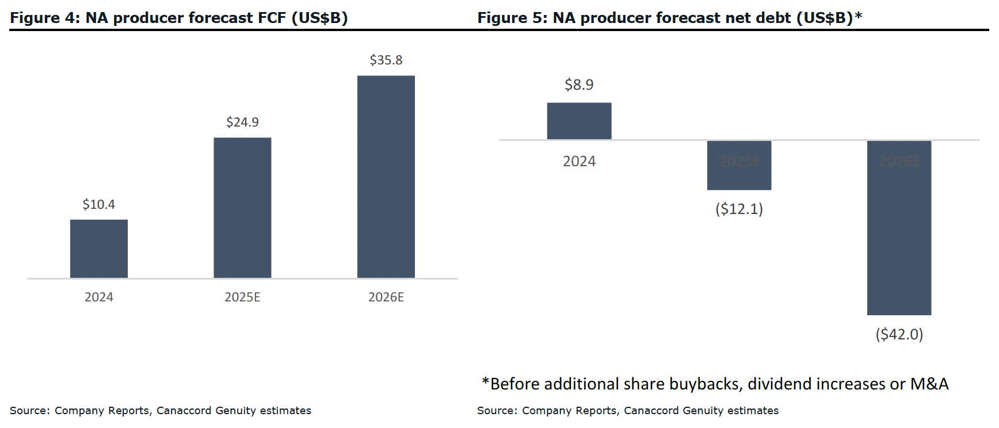 Figure 4: NA producer forecast FCF (US$B)
$35.8
$24.9
$10.4
2024
2025E
2026E
Source: Company Reports, Canaccord Genuity estimates
Figure 5: NA producer forecast net debt (US$B)*
$8.9
2024
2025E
2026E
($12.1)
($42.0)
*Before additional share buybacks, dividend increases or M&A
Source: Company Reports, Canaccord Genuity estimates